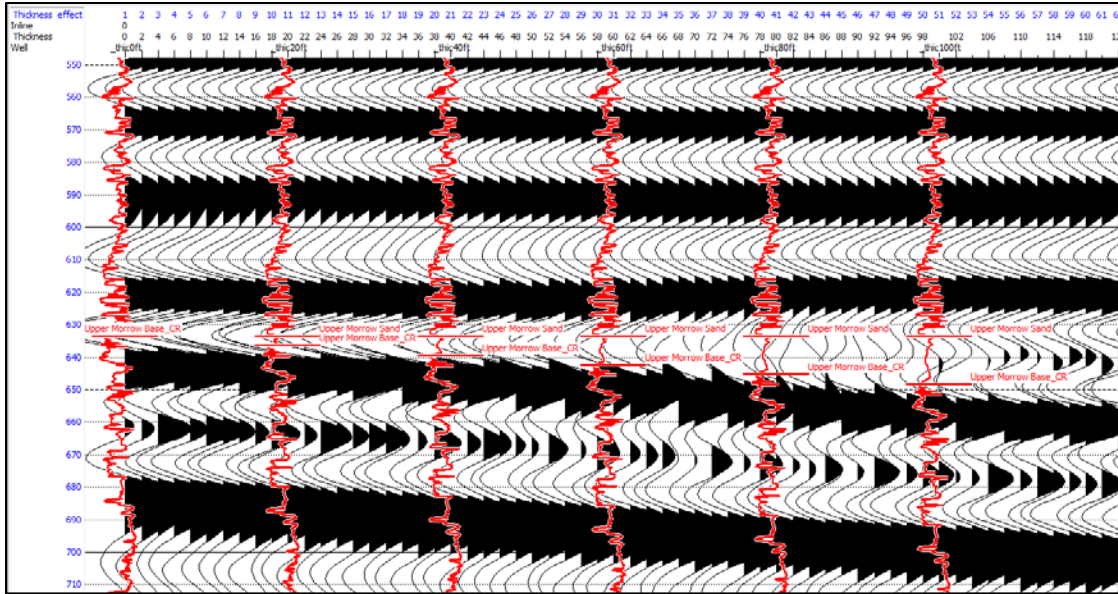 Thickness effect 1 2 3 4 5 6 7 8 9 10 11 12 13 14 15 16 17 18 19 20 21 22 23 24 25 26 27 28 29 30 31 32 33 34 35 36 37 38 39 40 41 42 43 44 45 46 47 48 49 50 51 52 53 54 55 56 57 58 59 60 61
Inline 0
Thickness 0 2 4 6 8 10 12 14 16 18 20 22 24 26 28 30 32 34 36 38 40 42 44 46 48 50 52 54 56 58 60 62 64 66 68 70 72 74 76 78 80 82 84 86 88 90 92 94 96 98 100 102 106 110 114 118 12
Well thic0ft thic20ft thic40ft thic60ft thic80ft thic100ft
550
560
570
580
590
600
610
620
630
Upper Morrow Base_CR Upper Morrow Sand Upper Morrow Sand Upper Morrow Sand Upper Morrow Sand Upper Morrow Sand
Upper Morrow Base_CR
640
Upper Morrow Base_CR
Upper Morrow Base_CR
Upper Morrow Base_CR
Upper Morrow Base_CR
650
660
670
680
690
700
710